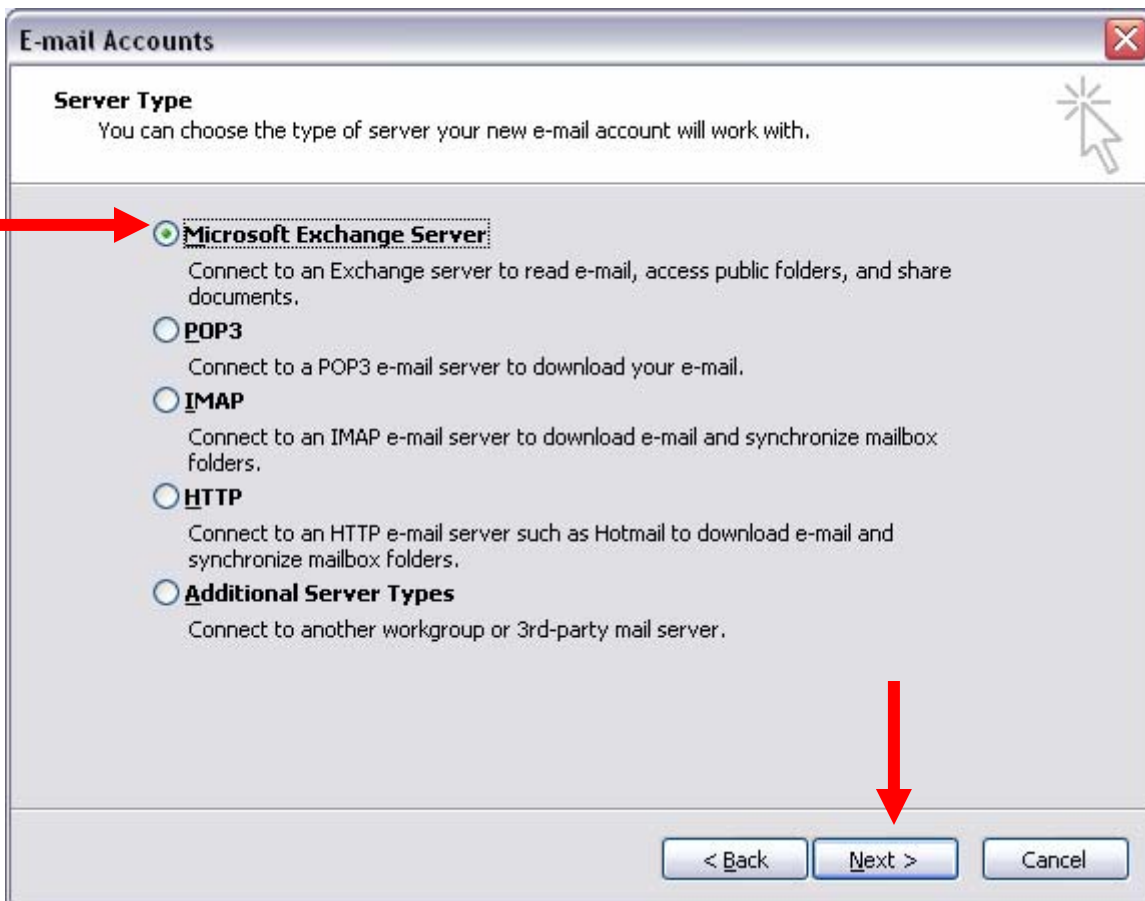 E-mail Accounts
Server Type
You can choose the type of server your new e-mail account will work with.
Microsoft Exchange Server
Connect to an Exchange server to read e-mail, access public folders, and share
documents.
POP3
Connect to a POP3 e-mail server to download your e-mail.
IMAP
Connect to an IMAP e-mail server to download e-mail and synchronize mailbox
folders.
HTTP
Connect to an HTTP e-mail server such as Hotmail to download e-mail and
synchronize mailbox folders.
Additional Server Types
Connect to another workgroup or 3rd-party mail server.
< Back Next > Cancel